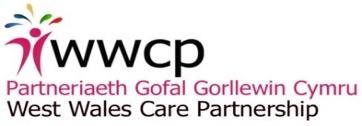 wwcp
Partneriaeth Gofal Gorllewin Cymru
West Wales Care Partnership